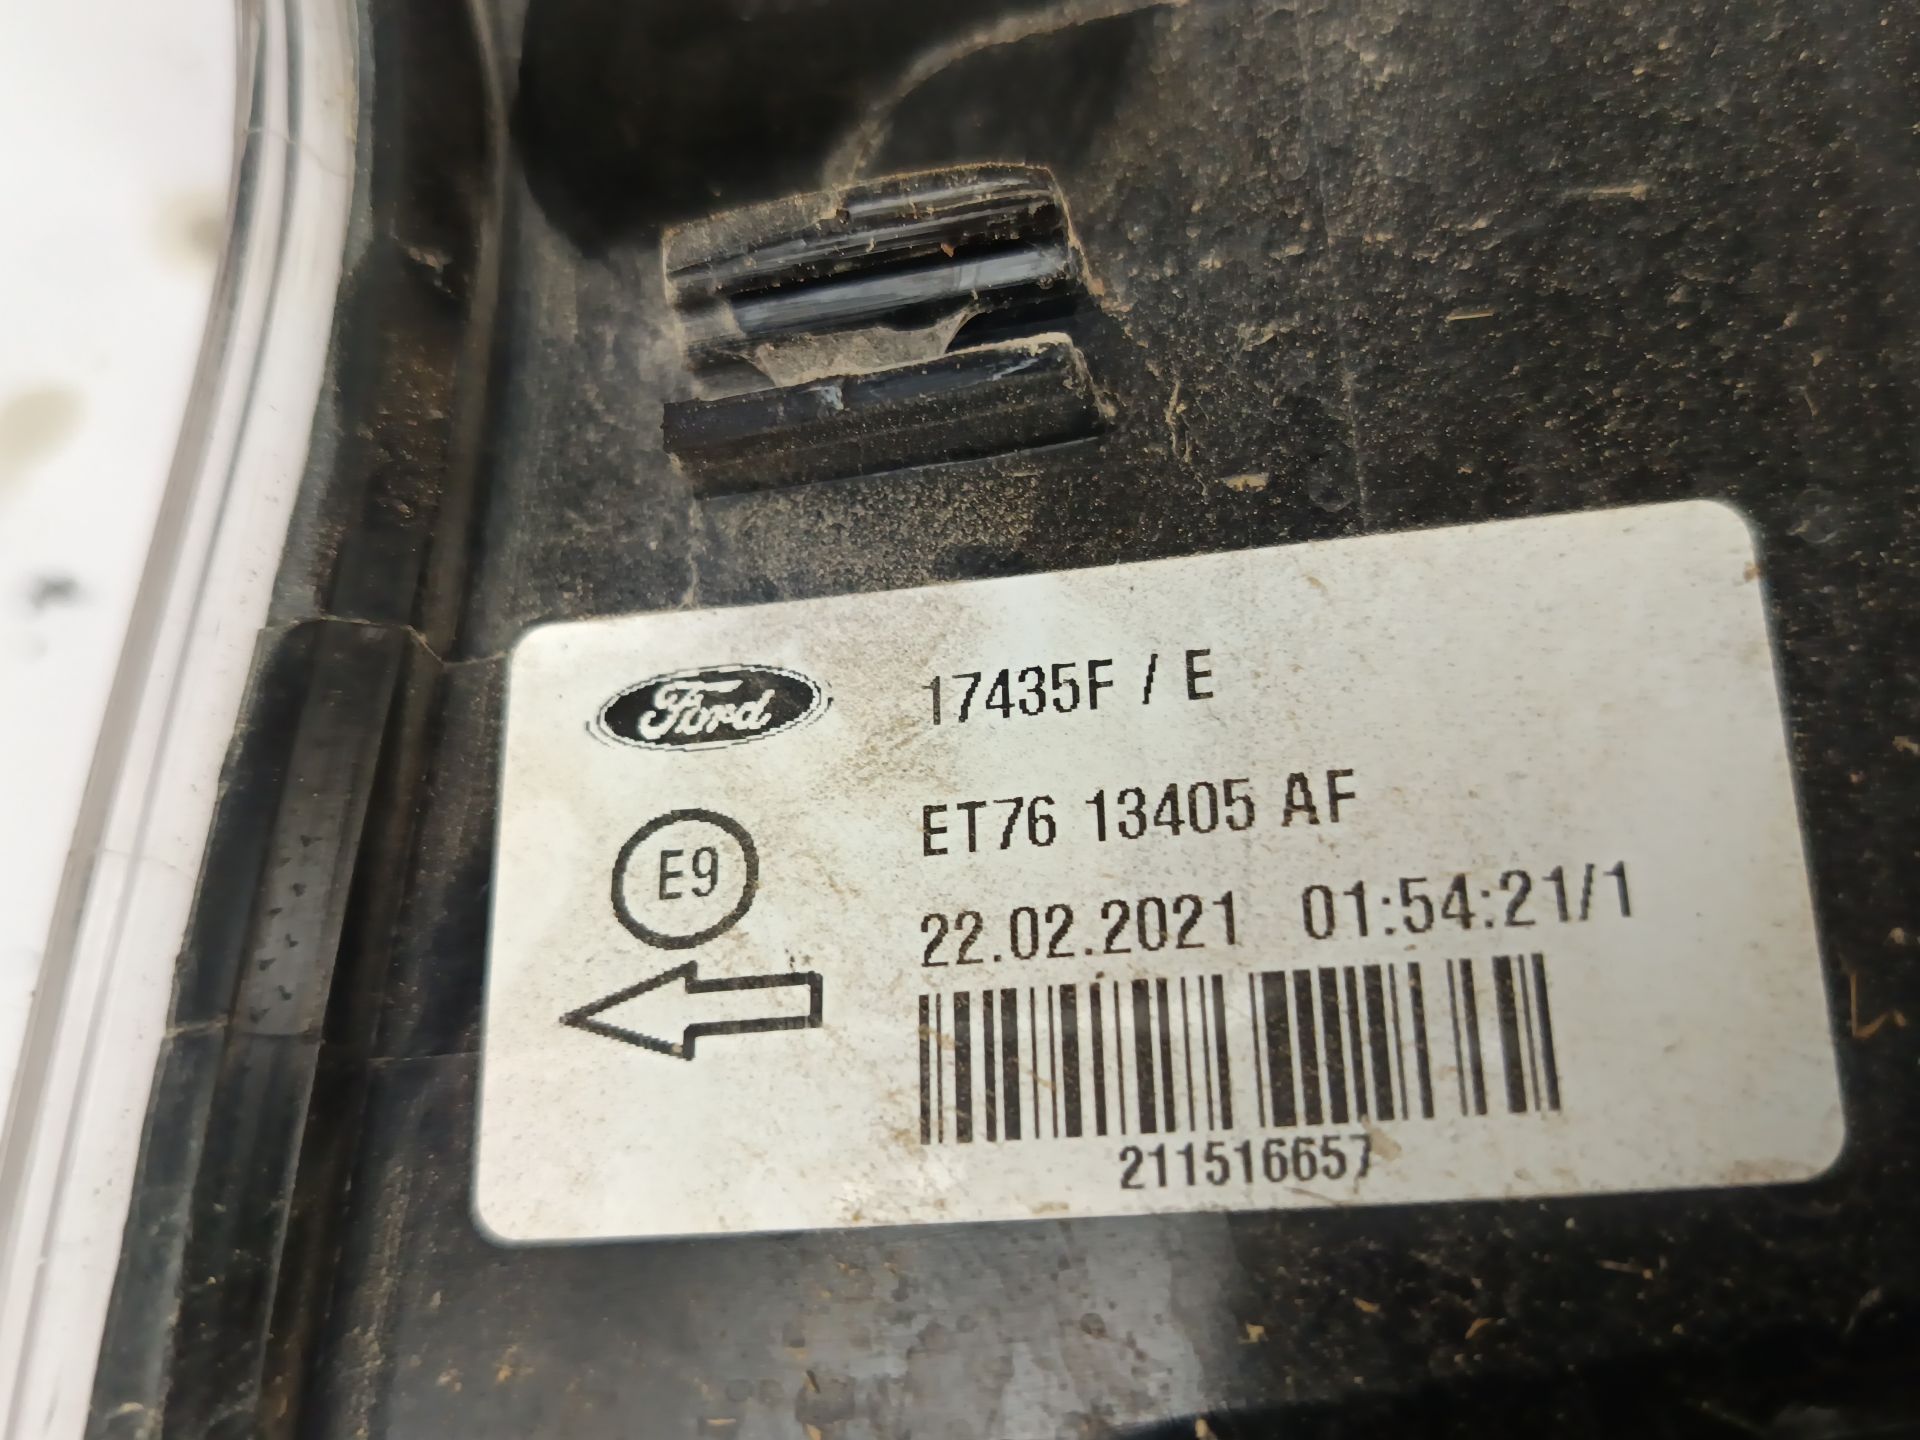 Ford
17435F / E
ET76 13405 AF
E9
22.02.2021 01:54:21/1
211516657